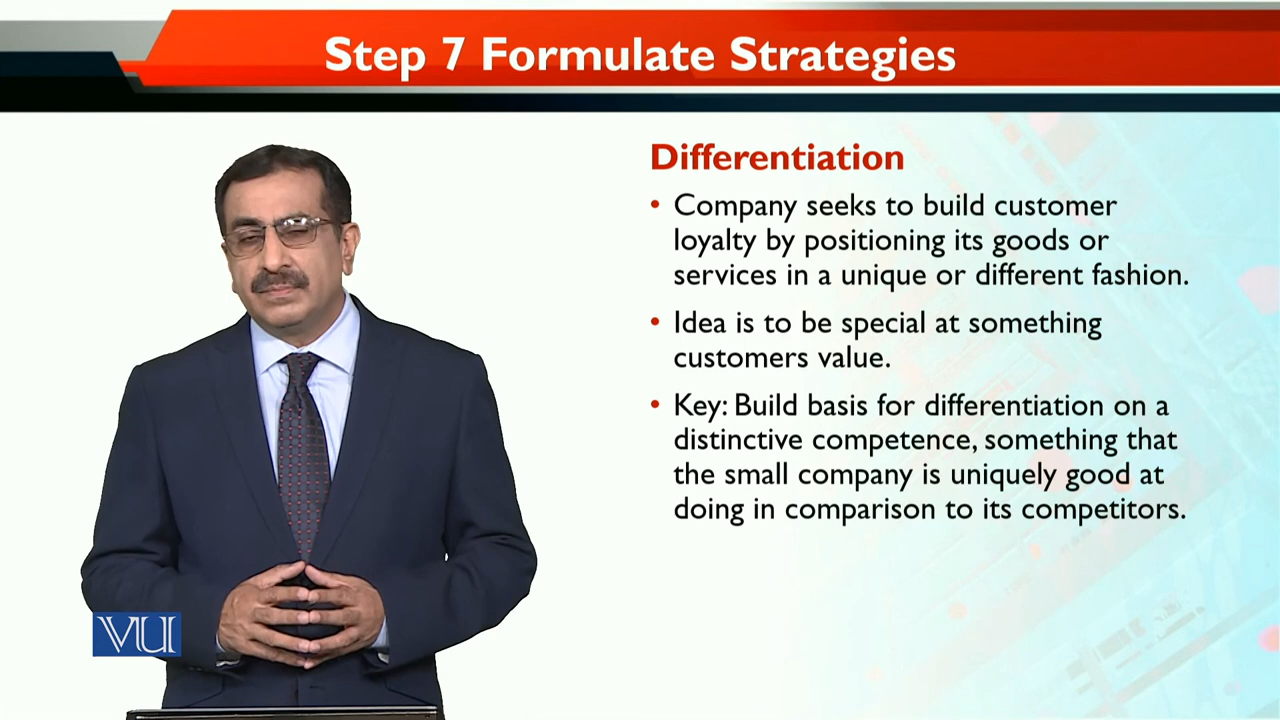 Step 7 Formulate Strategies
Differentiation
• Company seeks to build customer
loyalty by positioning its goods or
services in a unique or different fashion.
• Idea is to be special at something
customers value.
• Key: Build basis for differentiation on a
distinctive competence, something that
the small company is uniquely good at
doing in comparison to its competitors.
VU